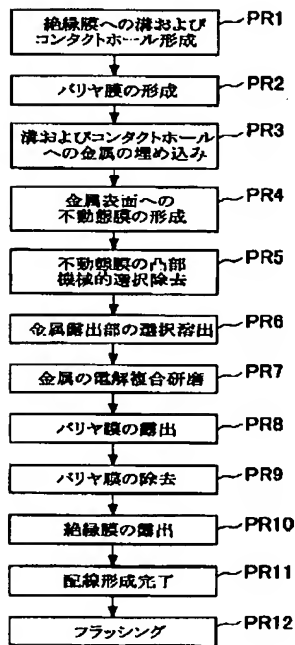 絶縁膜への溝および
コンタクトホール形成
PR1
バリヤ膜の形成
PR2
溝およびコンタクトホール
への金属の埋め込み
PR3
金属表面への
不動態膜の形成
PR4
不動態膜の凸部
機械的選択除去
PR5
金属露出部の選択溶出
PR6
金属の電解複合研磨
PR7
バリヤ膜の露出
PR8
バリヤ膜の除去
PR9
絶縁膜の露出
PR10
配線形成完了
PR11
フラッシング
PR12